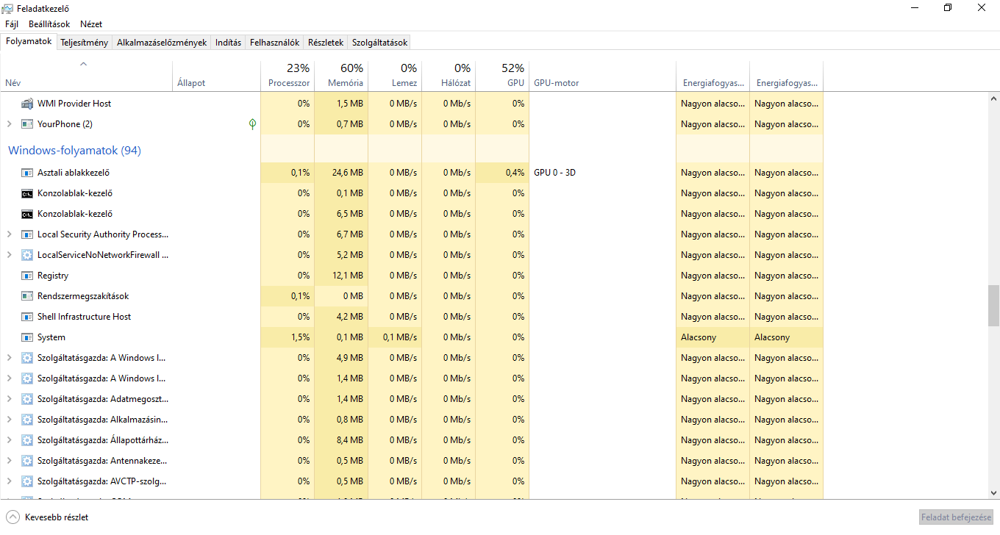 Feladatkezelő
Fájl Beállítások Nézet
Folyamatok Teljesítmény Alkalmazáselőzmények Indítás Felhasználók Részletek Szolgáltatások
23% 60% 0% 0% 52%
Név Állapot Processzor Memória Lemez Hálózat GPU GPU-motor Energiafogyas... Energiafogyas...
WMI Provider Host 0% 1,5 MB 0 MB/s 0 Mb/s 0% Nagyon alacso... Nagyon alacso...
YourPhone (2) 0% 0,7 MB 0 MB/s 0 Mb/s 0% Nagyon alacso... Nagyon alacso...
Windows-folyamatok (94)
Asztali ablakkezelő 0,1% 24,6 MB 0 MB/s 0 Mb/s 0,4% GPU 0 - 3D Nagyon alacso... Nagyon alacso...
Konzolablak-kezelő 0% 0,1 MB 0 MB/s 0 Mb/s 0% Nagyon alacso... Nagyon alacso...
Konzolablak-kezelő 0% 6,5 MB 0 MB/s 0 Mb/s 0% Nagyon alacso... Nagyon alacso...
Local Security Authority Process... 0% 6,7 MB 0 MB/s 0 Mb/s 0% Nagyon alacso... Nagyon alacso...
LocalServiceNoNetworkFirewall ... 0% 5,2 MB 0 MB/s 0 Mb/s 0% Nagyon alacso... Nagyon alacso...
Registry 0% 12,1 MB 0 MB/s 0 Mb/s 0% Nagyon alacso... Nagyon alacso...
Rendszermegszakítások 0,1% 0 MB 0 MB/s 0 Mb/s 0% Nagyon alacso... Nagyon alacso...
Shell Infrastructure Host 0% 4,2 MB 0 MB/s 0 Mb/s 0% Nagyon alacso... Nagyon alacso...
System 1,5% 0,1 MB 0,1 MB/s 0 Mb/s 0% Alacsony Alacsony
Szolgáltatásgazda: A Windows I... 0% 4,9 MB 0 MB/s 0 Mb/s 0% Nagyon alacso... Nagyon alacso...
Szolgáltatásgazda: A Windows I... 0% 1,4 MB 0 MB/s 0 Mb/s 0% Nagyon alacso... Nagyon alacso...
Szolgáltatásgazda: Adatmegoszt... 0% 1,4 MB 0 MB/s 0 Mb/s 0% Nagyon alacso... Nagyon alacso...
Szolgáltatásgazda: Alkalmazásin... 0% 0,8 MB 0 MB/s 0 Mb/s 0% Nagyon alacso... Nagyon alacso...
Szolgáltatásgazda: Állapottárház... 0% 8,4 MB 0 MB/s 0 Mb/s 0% Nagyon alacso... Nagyon alacso...
Szolgáltatásgazda: Antennakeze... 0% 0,5 MB 0 MB/s 0 Mb/s 0% Nagyon alacso... Nagyon alacso...
Szolgáltatásgazda: AVCTP-szolg... 0% 0,5 MB 0 MB/s 0 Mb/s 0% Nagyon alacso... Nagyon alacso...
Kevesebb részlet Feladat befejezése